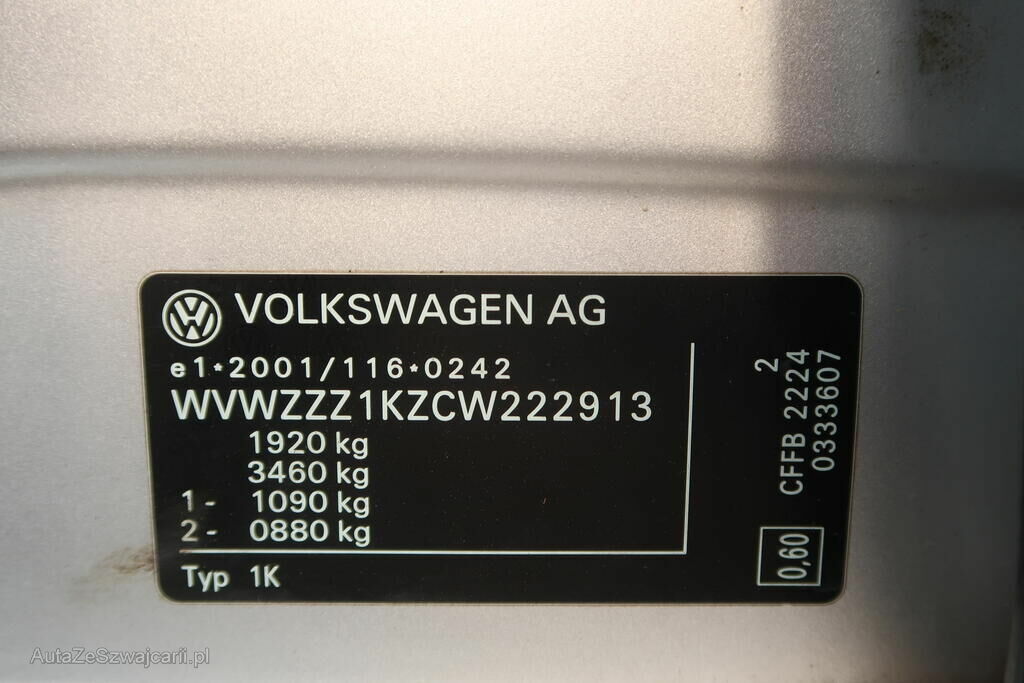 VOLKSWAGEN AG
e1*2001/116*0242
WVWZZZ1KZCW222913
1920 kg
3460 kg
1- 1090 kg
2- 0880 kg
Typ 1K
2
CFFB 2224
0333607
0,60
AutaZeSzwajcarii.pl